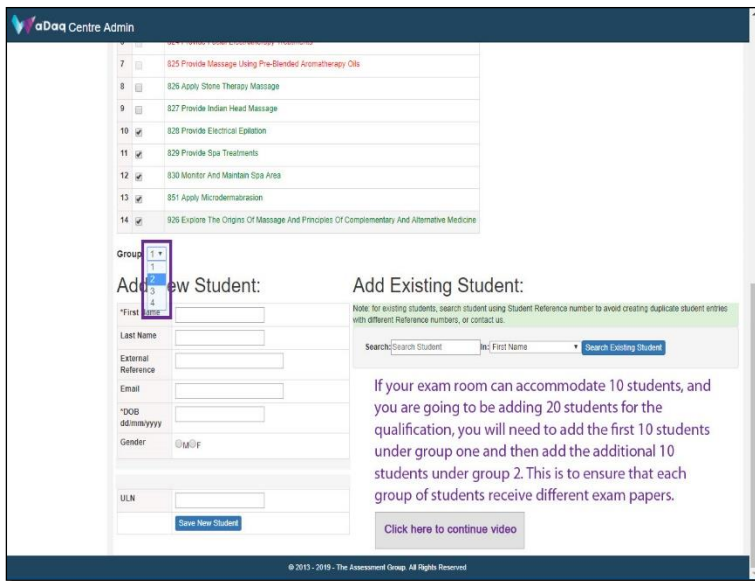 aDaq Centre Admin
824 Provide Facial Electrotherapy Treatments
7 825 Provide Massage Using Pre-Blended Aromatherapy Oils
8 826 Apply Stone Therapy Massage
9 827 Provide Indian Head Massage
10 828 Provide Electrical Epilation
11 829 Provide Spa Treatments
12 830 Monitor And Maintain Spa Area
13 851 Apply Microdermabrasion
14 926 Explore The Origins Of Massage And Principles Of Complementary And Alternative Medicine
Group 1
1
2
3
4
Add New Student:
*First Name
Last Name
External
Reference
Email
*DOB
dd/mm/yyyy
Gender M F
ULN
Save New Student
Add Existing Student:
Note: for existing students, search student using Student Reference number to avoid creating duplicate student entries
with different Reference numbers, or contact us.
Search: Search Student In: First Name Search Existing Student
If your exam room can accommodate 10 students, and
you are going to be adding 20 students for the
qualification, you will need to add the first 10 students
under group one and then add the additional 10
students under group 2. This is to ensure that each
group of students receive different exam papers.
Click here to continue video
© 2013 - 2019 - The Assessment Group. All Rights Reserved